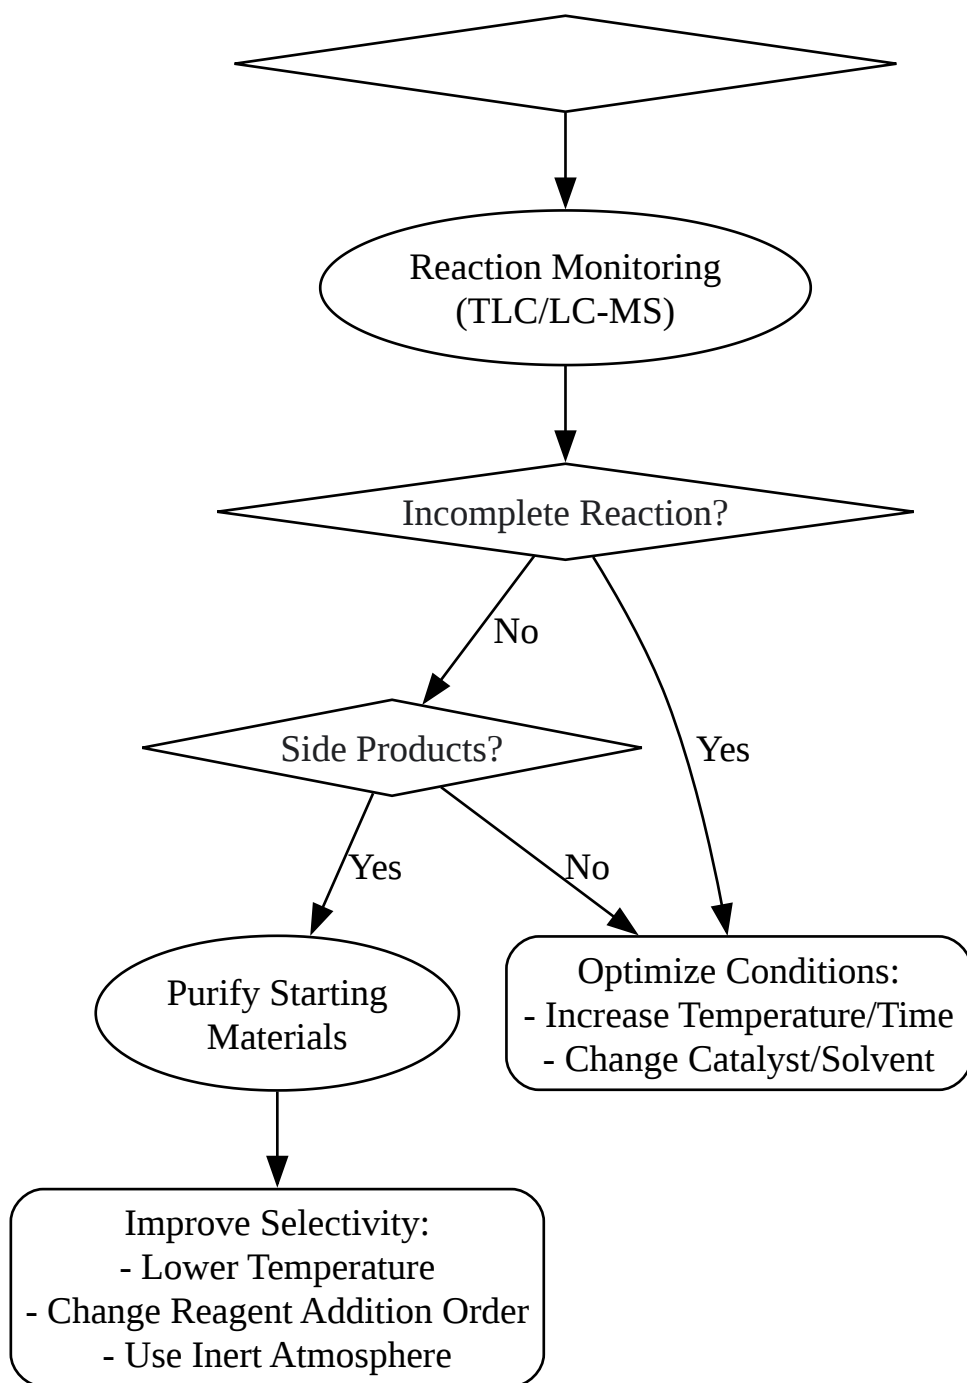 Reaction Monitoring
(TLC/LC-MS)
Incomplete Reaction?
No
Side Products?
Yes
Yes
No
Purify Starting
Materials
Optimize Conditions:
- Increase Temperature/Time
- Change Catalyst/Solvent
Improve Selectivity:
- Lower Temperature
- Change Reagent Addition Order
- Use Inert Atmosphere